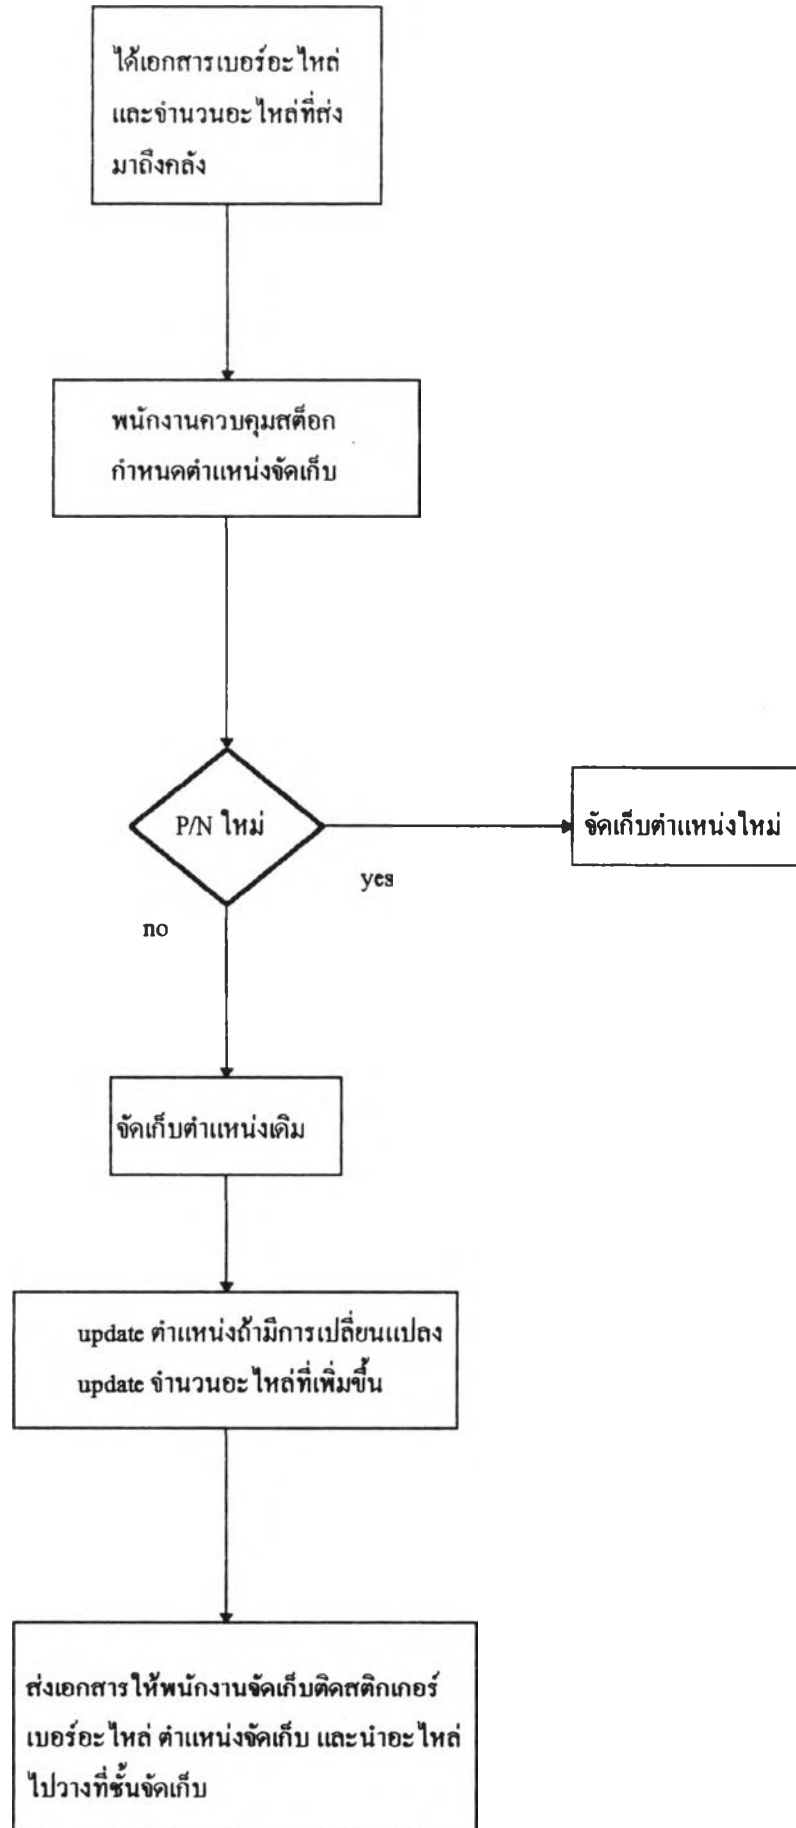 ได้เอกสารเบอร์อะไหล่
และจำนวนอะไหล่ที่ส่ง
มาถึงคลัง
พนักงานควบคุมสต็อก
กำหนดตำแหน่งจัดเก็บ
P/N ใหม่
จัดเก็บตำแหน่งใหม่
yes
no
จัดเก็บตำแหน่งเดิม
update ตำแหน่งถ้ามีการเปลี่ยนแปลง
update จำนวนอะไหล่ที่เพิ่มขึ้น
ส่งเอกสารให้พนักงานจัดเก็บติดสติกเกอร์
เบอร์อะไหล่ ตำแหน่งจัดเก็บ และนำอะไหล่
ไปวางที่ชั้นจัดเก็บ